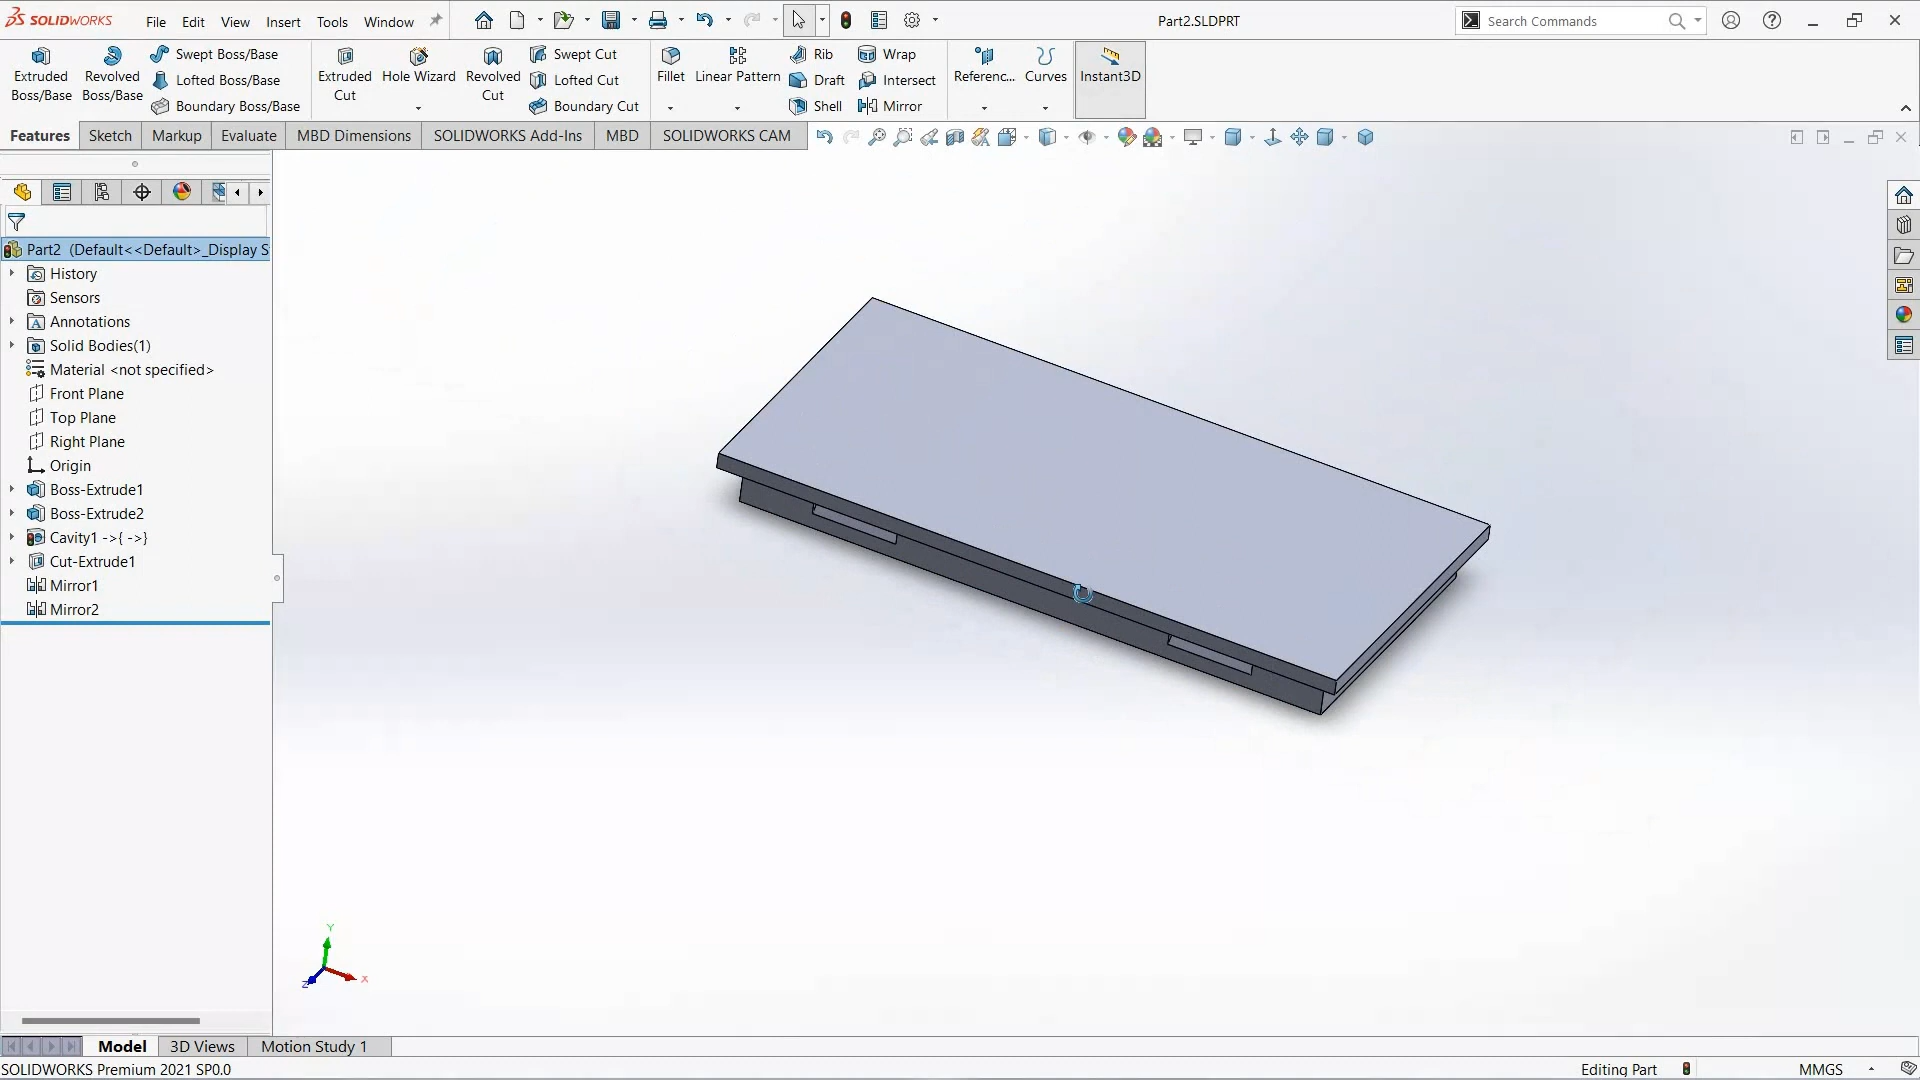 SOLIDWORKS File Edit View Insert Tools Window Part2.SLDPRT Search Commands
Extruded Boss/Base
Revolved Boss/Base
Swept Boss/Base
Lofted Boss/Base
Boundary Boss/Base
Extruded Cut
Hole Wizard
Revolved Cut
Swept Cut
Lofted Cut
Boundary Cut
Fillet
Linear Pattern
Rib
Draft
Shell
Wrap
Intersect
Mirror
Referenc...
Curves
Instant3D
Features Sketch Markup Evaluate MBD Dimensions SOLIDWORKS Add-Ins MBD SOLIDWORKS CAM
Part2 (Default<<Default>_Display S
History
Sensors
Annotations
Solid Bodies(1)
Material <not specified>
Front Plane
Top Plane
Right Plane
Origin
Boss-Extrude1
Boss-Extrude2
Cavity1 ->{ ->}
Cut-Extrude1
Mirror1
Mirror2
Y
X
Z
Model 3D Views Motion Study 1
SOLIDWORKS Premium 2021 SP0.0 Editing Part MMGS